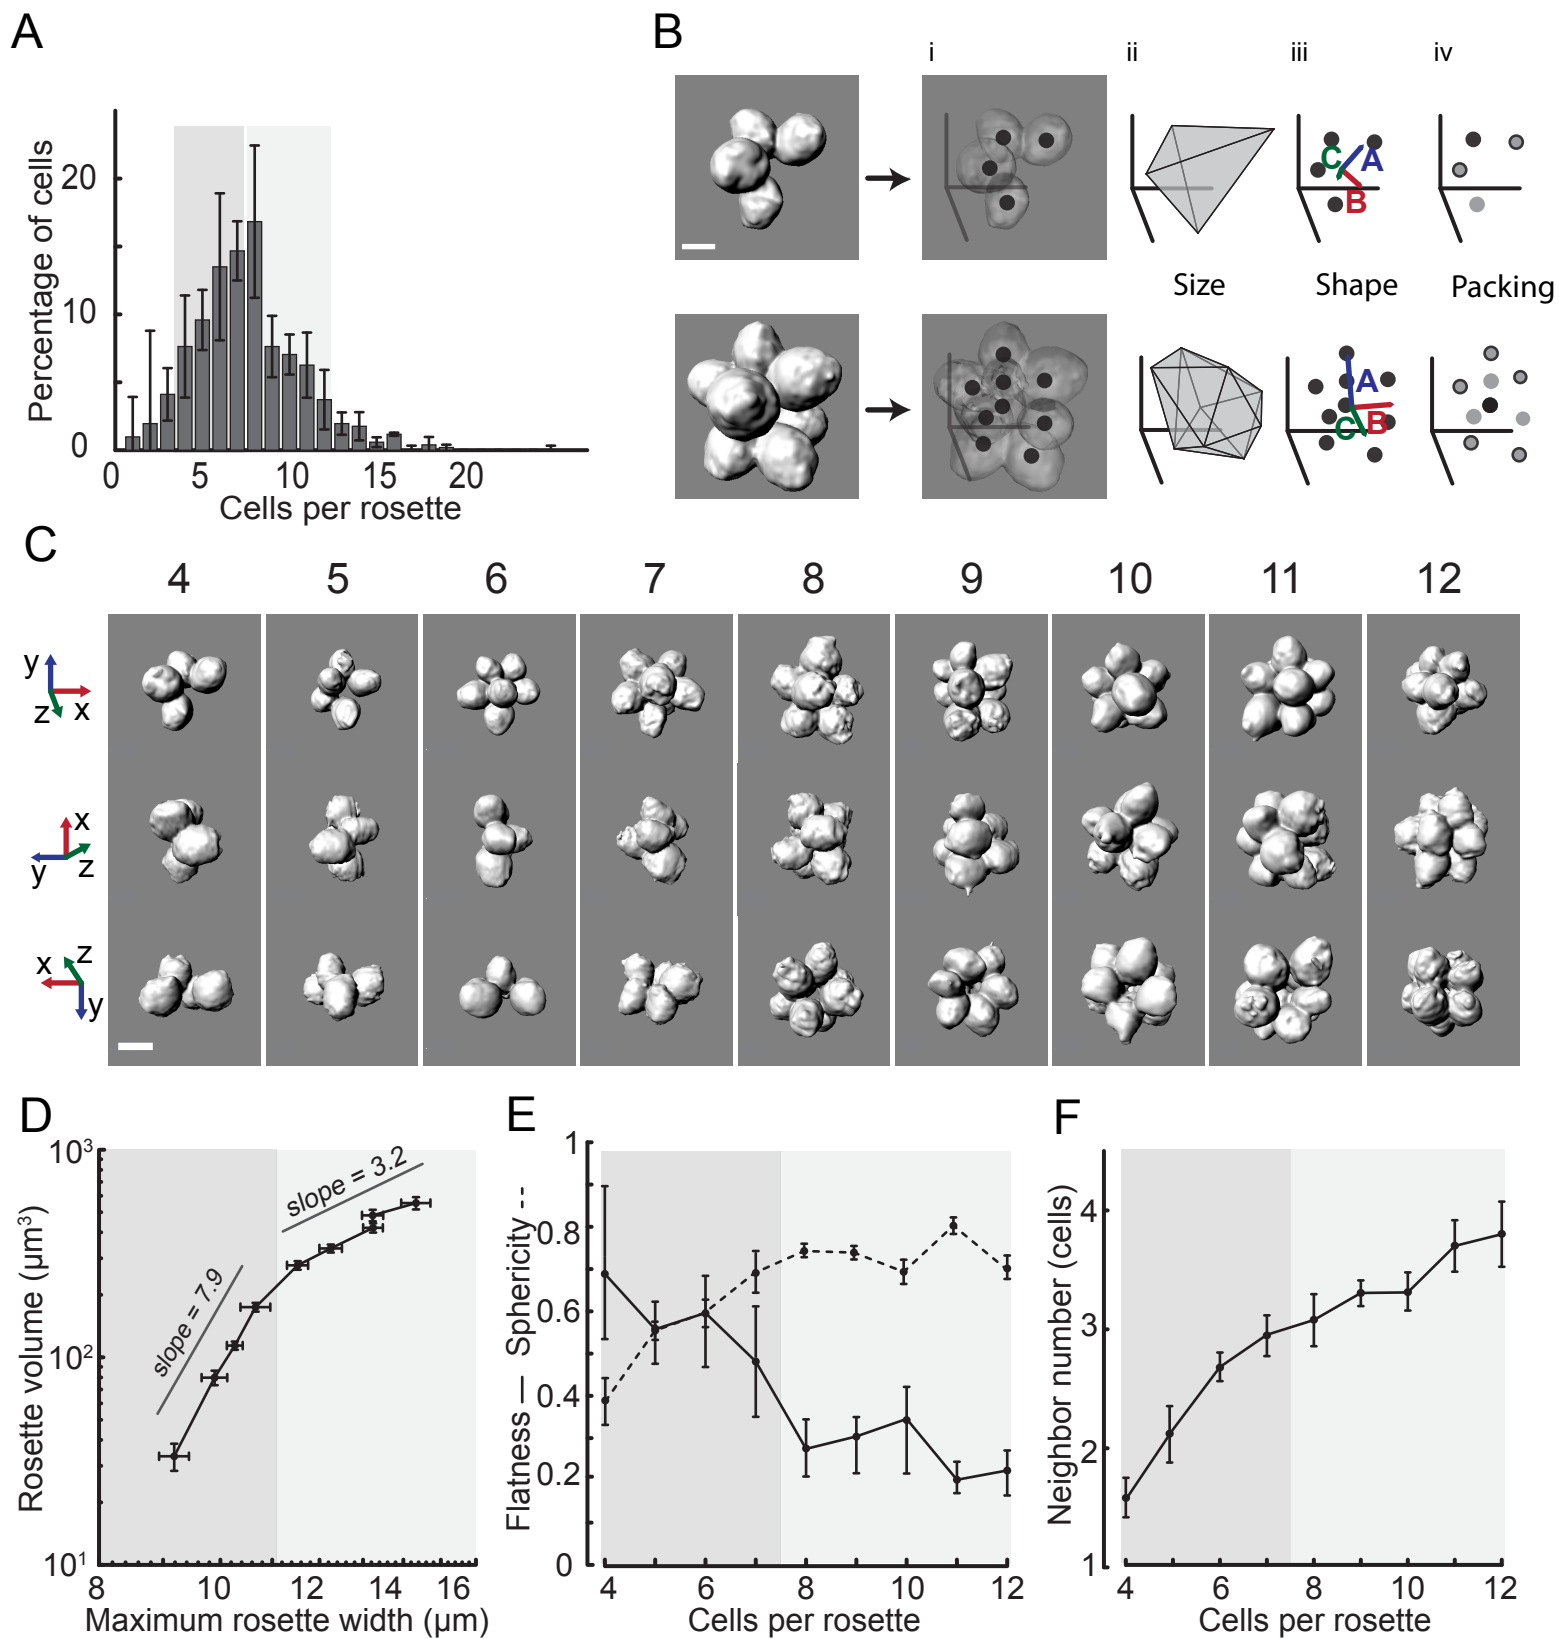 A
Percentage of cells
20
10
0
0 5 10 15 20
Cells per rosette
B
i ii iii iv
C A B
Size Shape Packing
A B C
C
4 5 6 7 8 9 10 11 12
y z x
x y z
z x y
D
Rosette volume (µm³)
10³
10²
10¹
slope = 7.9
slope = 3.2
8 10 12 14 16
Maximum rosette width (µm)
E
Flatness — Sphericity --
1
0.8
0.6
0.4
0.2
0
4 6 8 10 12
Cells per rosette
F
Neighbor number (cells)
4
3
2
1
4 6 8 10 12
Cells per rosette